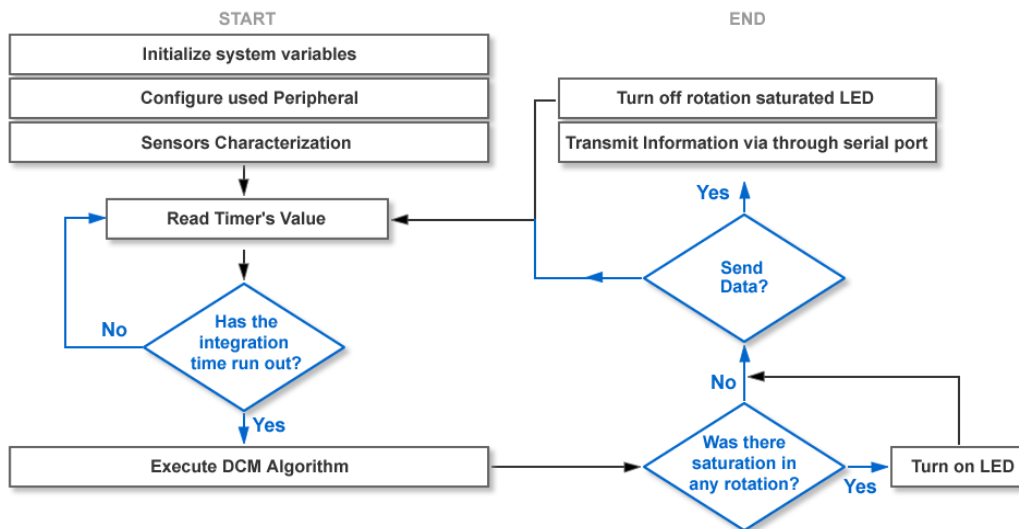 START
END
Initialize system variables
Configure used Peripheral
Sensors Characterization
Turn off rotation saturated LED
Transmit Information via through serial port
Read Timer's Value
Yes
Send
Data?
No
Has the
integration
time run out?
Yes
No
Execute DCM Algorithm
Was there
saturation in
any rotation?
Yes
Turn on LED